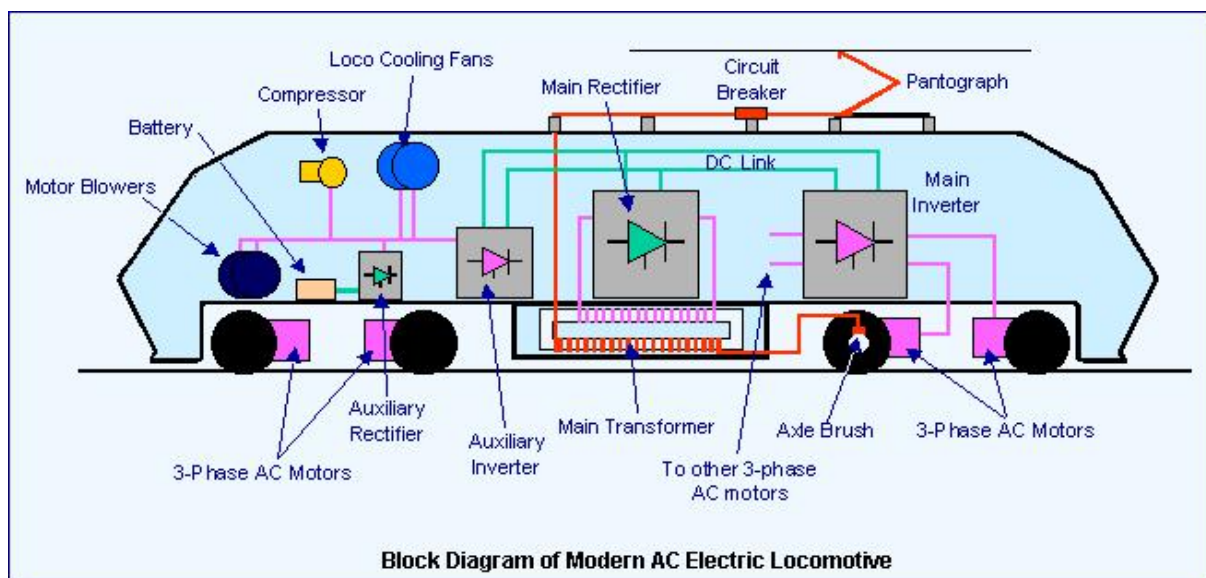 Loco Cooling Fans
Compressor
Battery
Motor Blowers
Main Rectifier
Circuit
Breaker
Pantograph
DC Link
Main
Inverter
3-Phase AC Motors
Auxiliary
Rectifier
Auxiliary
Inverter
Main Transformer
To other 3-phase
AC motors
Axle Brush
3-Phase AC Motors
Block Diagram of Modern AC Electric Locomotive